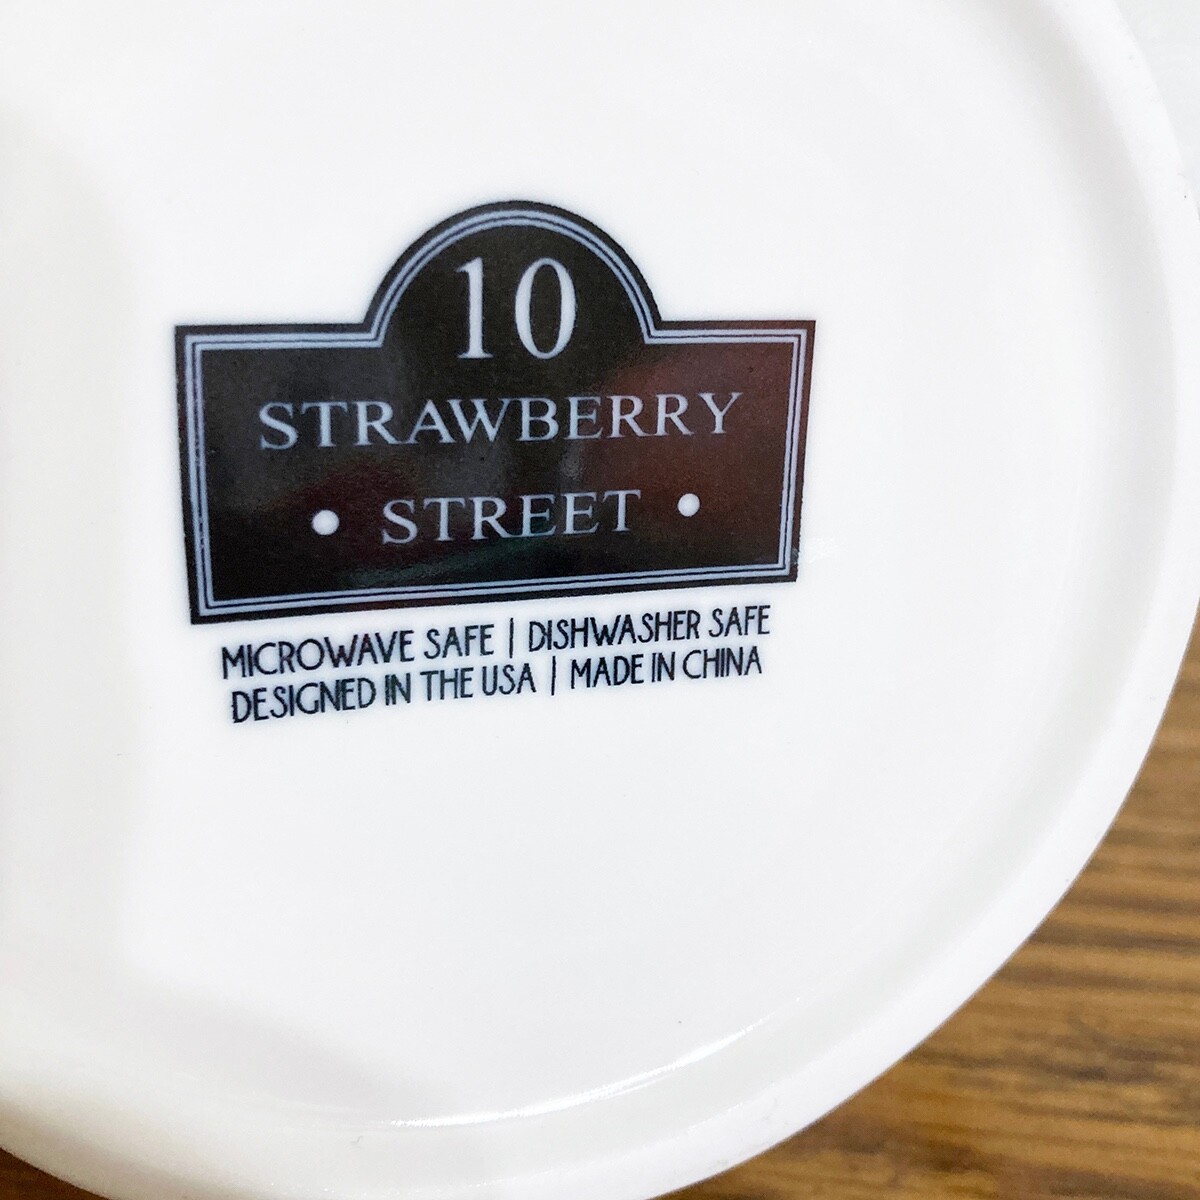 10
STRAWBERRY
• STREET •
MICROWAVE SAFE | DISHWASHER SAFE
DESIGNED IN THE USA | MADE IN CHINA